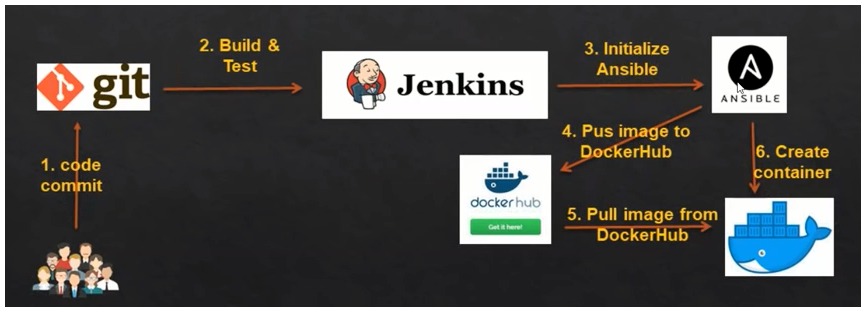 2. Build &
Test
3. Initialize
Ansible
git
Jenkins
ANSIBLE
1. code
commit
4. Pus image to
DockerHub
6. Create
container
dockerhub
Get it here!
5. Pull image from
DockerHub